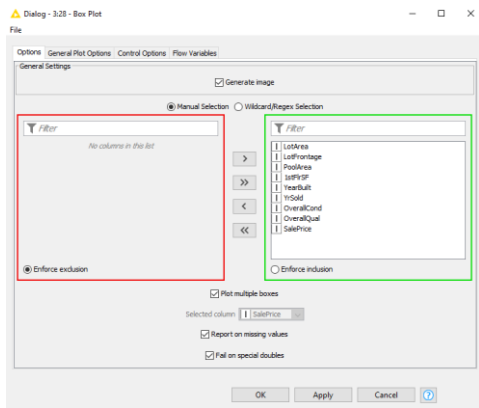 Dialog - 3:28 - Box Plot
File
Options General Plot Options Control Options Flow Variables
General Settings
Generate image
Manual Selection Wildcard/Regex Selection
Filter
No columns in this list
Enforce exclusion
>
>>
<
<<
Filter
I LotArea
I LotFrontage
I PoolArea
I 1stFlrSF
I YearBuilt
I YrSold
I OverallCond
I OverallQual
I SalePrice
Enforce inclusion
Plot multiple boxes
Selected column I SalePrice
Report on missing values
Fail on special doubles
OK Apply Cancel ?